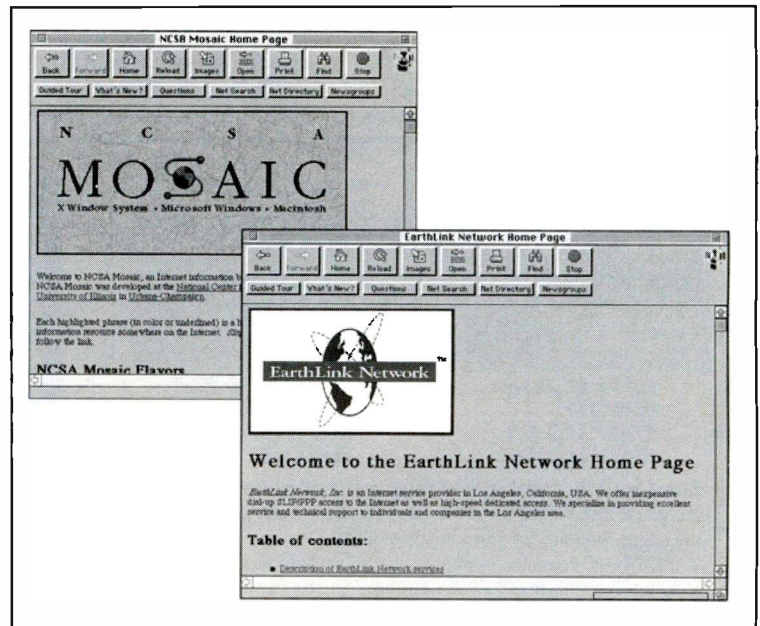 NCSA Mosaic Home Page
Back Forward Home Reload Images Open Print Find Stop
Guided Tour What's New? Questions Net Search Net Directory Newsgroups
N C S A
MOSAIC
X Window System • Microsoft Windows • Macintosh
Welcome to NCSA Mosaic, an Internet information b
NCSA Mosaic was developed at the National Center
University of Illinois in Urbana-Champaign.
Each highlighted phrase (in color or underlined) is a h
information resource somewhere on the Internet.
follow the link.
NCSA Mosaic Flavors
EarthLink Network Home Page
Back Forward Home Reload Images Open Print Find Stop
Guided Tour What's New? Questions Net Search Net Directory Newsgroups
EarthLink Network
TM
Welcome to the EarthLink Network Home Page
EarthLink Network, Inc. is an Internet service provider in Los Angeles, California, USA. We offer inexpensive
dial-up SLIP/PPP access to the Internet as well as high-speed dedicated access. We specialize in providing excellent
service and technical support to individuals and companies in the Los Angeles area.
Table of contents:
• Description of EarthLink Network services